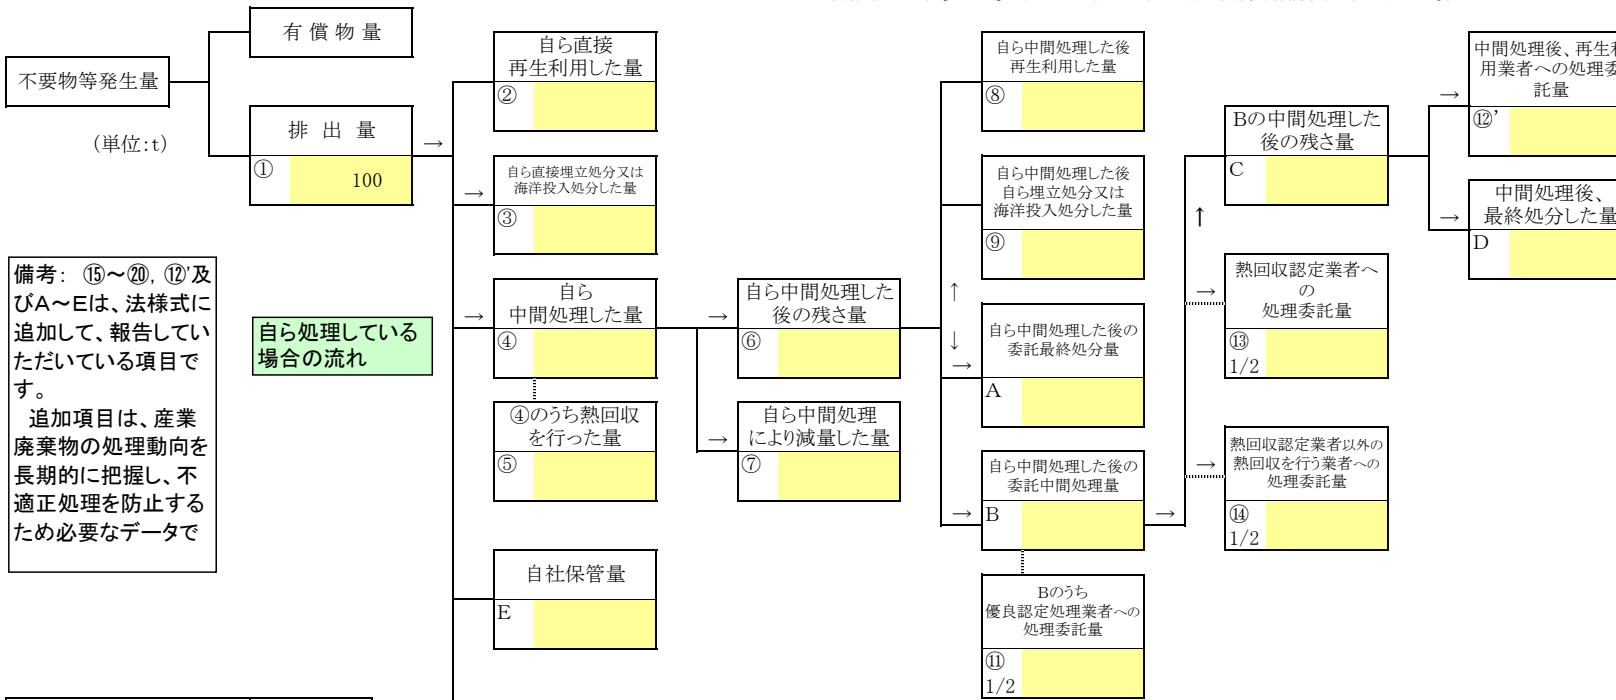 有償物量
不要物等発生量
(単位:t)
排出量
→
①
100
備考： ⑮～⑳, ⑫'及
びA～Eは、法様式に
追加して、報告してい
ただいている項目で
す。
追加項目は、産業
廃棄物の処理動向を
長期的に把握し、不
適正処理を防止する
ため必要なデータで
自ら処理している
場合の流れ
自ら直接
再生利用した量
②
→
自ら直接埋立処分又は
海洋投入処分した量
③
→
自ら
中間処理した量
④
④のうち熱回収
を行った量
⑤
自社保管量
E
→
自ら中間処理した
後の残さ量
⑥
→
自ら中間処理
により減量した量
⑦
自ら中間処理した後
再生利用した量
⑧
自ら中間処理した後
自ら埋立処分又は
海洋投入処分した量
⑨
↑
↓
→
自ら中間処理した後の
委託最終処分量
A
自ら中間処理した後の
委託中間処理量
→
B
→
Bのうち
優良認定処理業者への
処理委託量
⑪
1/2
Bの中間処理した
後の残さ量
C
↑
→
熱回収認定業者へ
の
処理委託量
⑬
1/2
→
熱回収認定業者以外の
熱回収を行う業者への
処理委託量
⑭
1/2
→
中間処理後、再生利
用業者への処理委
託量
⑫'
→
中間処理後、
最終処分した量
D